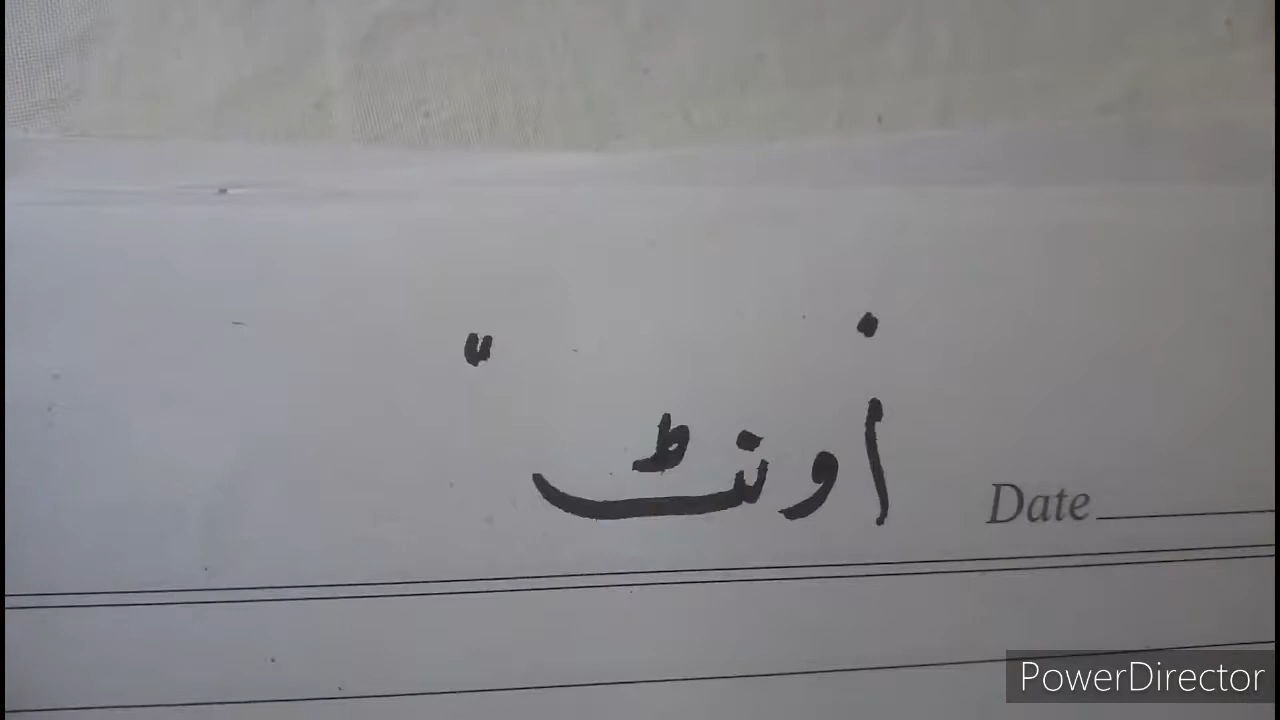 "اونٹ"
Date
PowerDirector